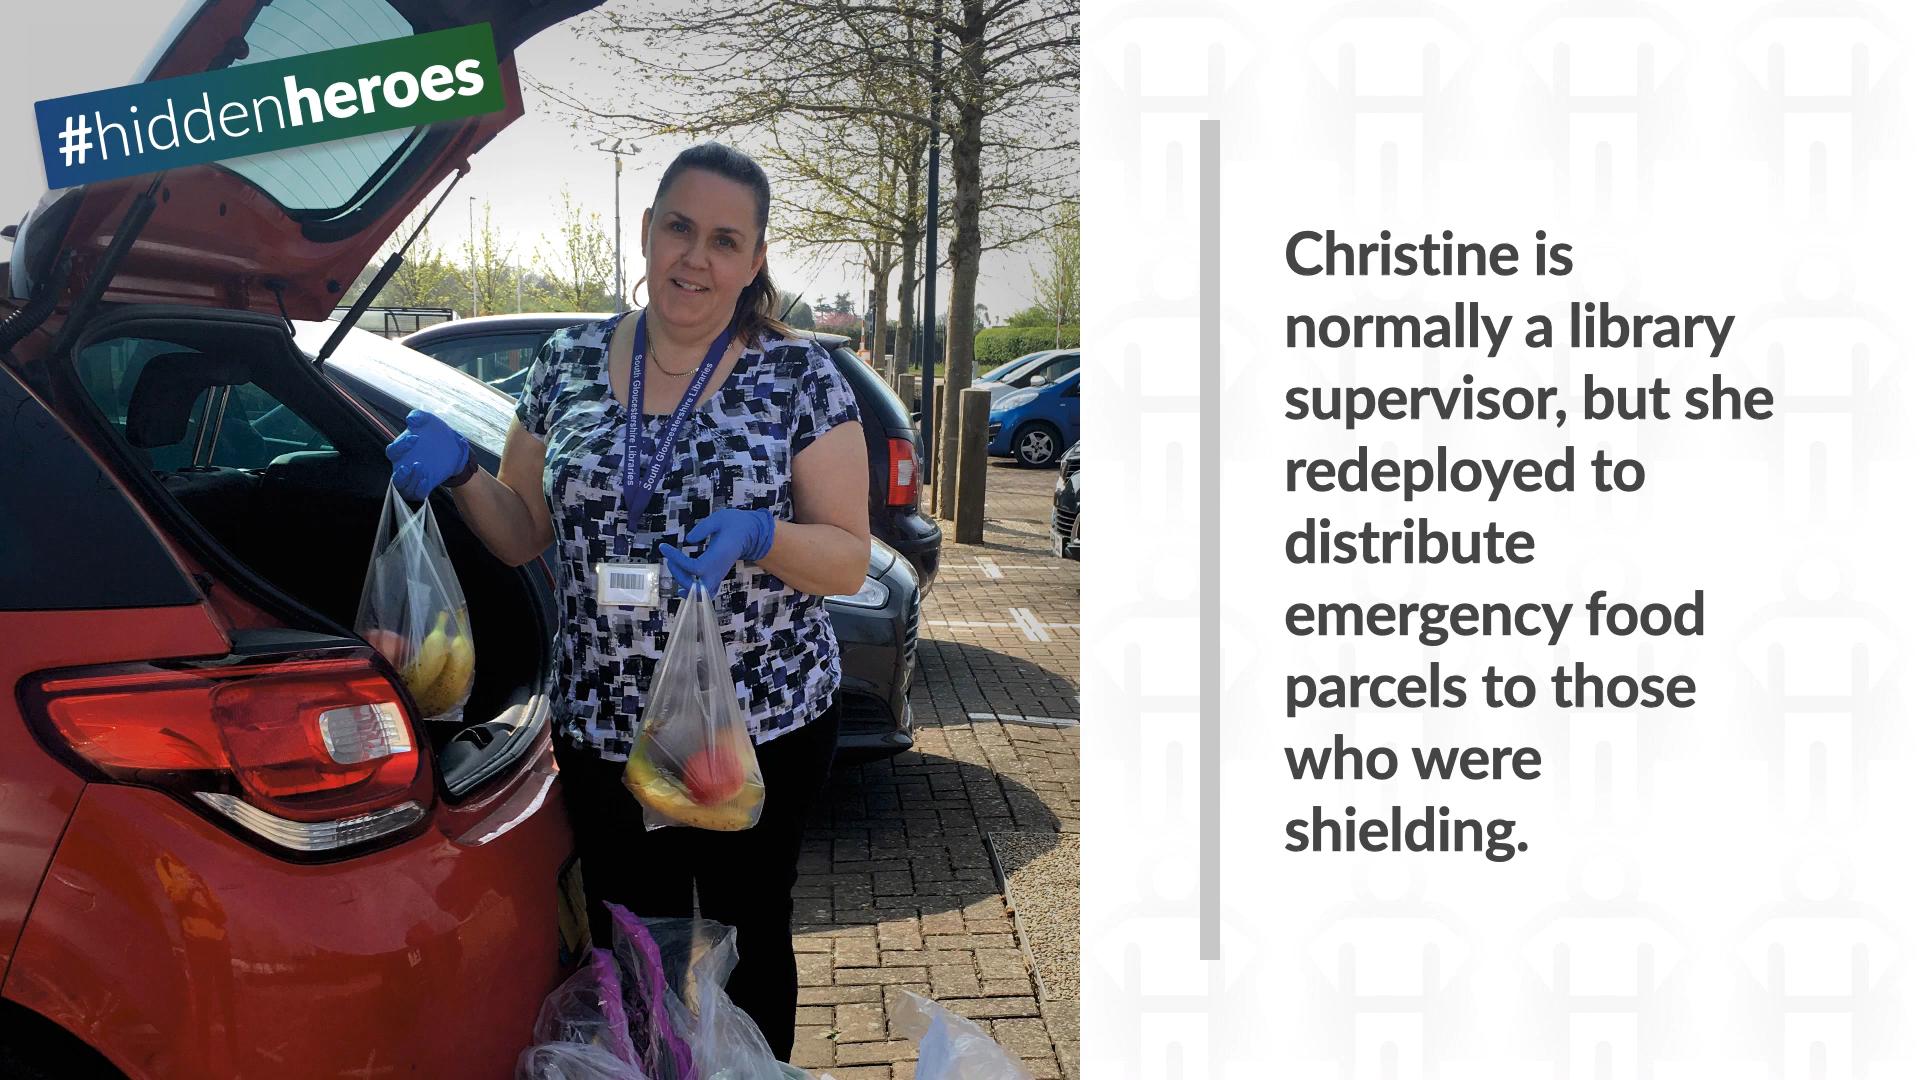 #hiddenheroes
South Gloucestershire Libraries
South Gloucestershire Libraries
Christine is
normally a library
supervisor, but she
redeployed to
distribute
emergency food
parcels to those
who were
shielding.